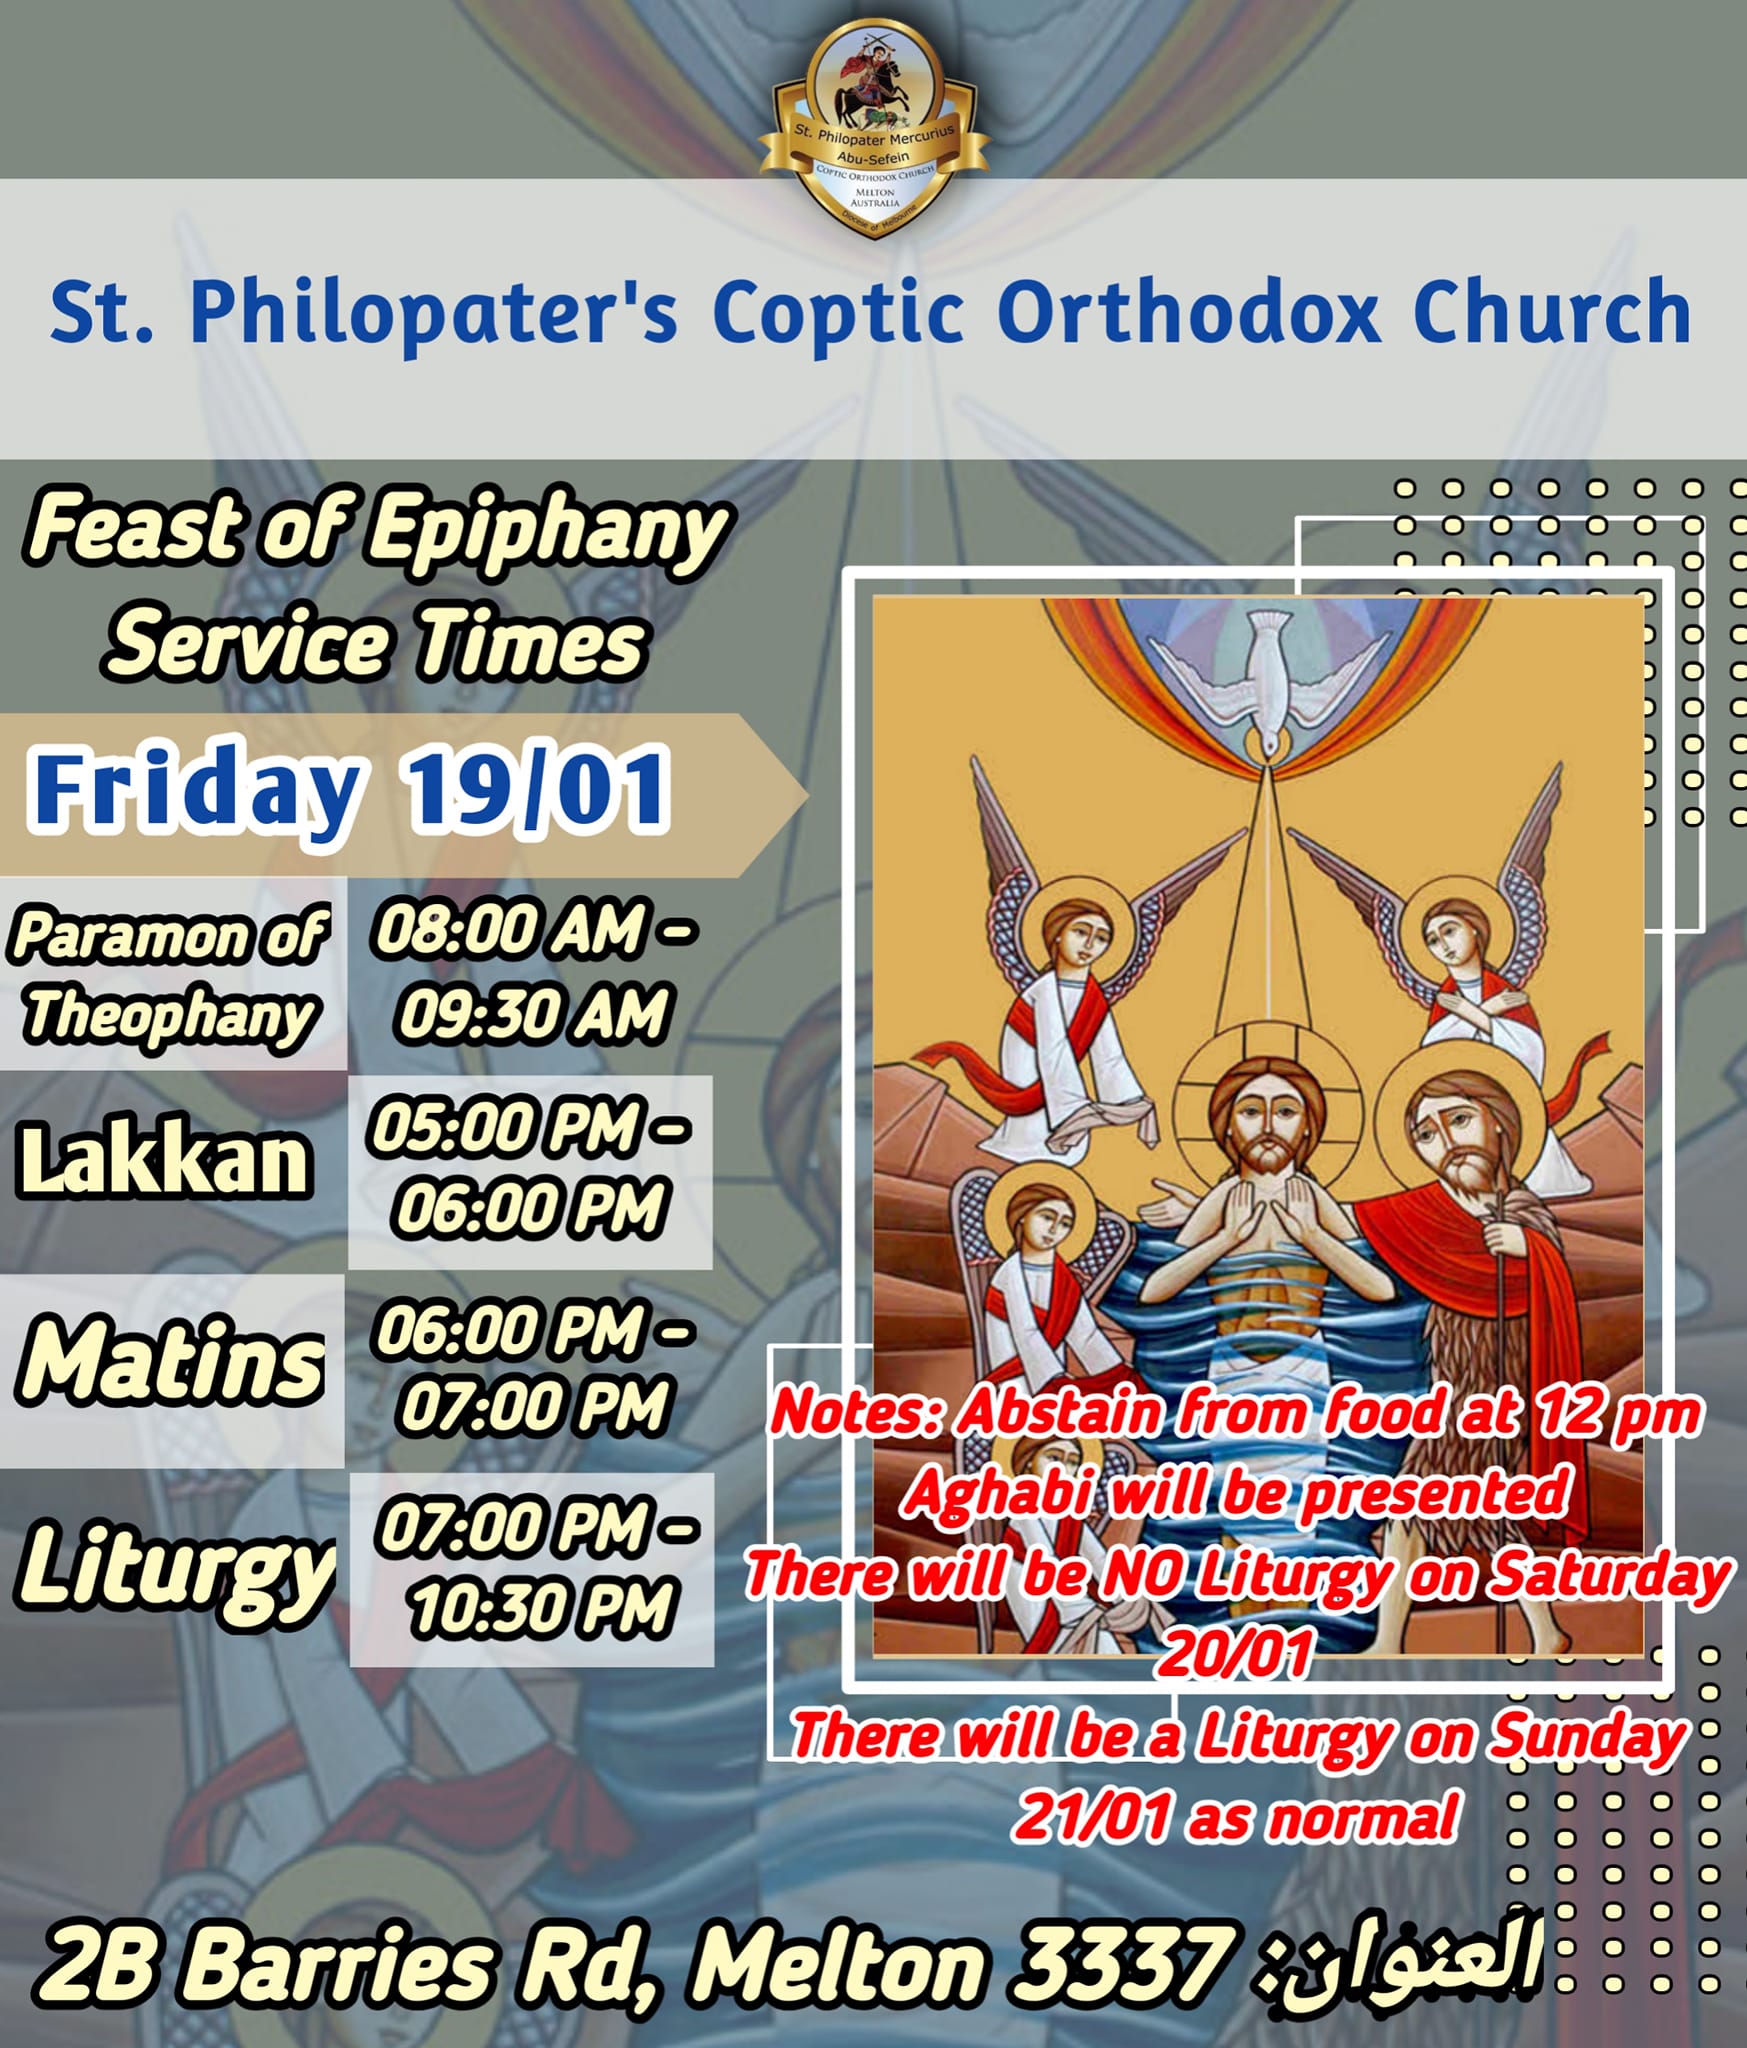 St. Philopater Mercurius
Abu-Sefein
COPTIC ORTHODOX CHURCH
MELTON
AUSTRALIA
Diocese of Melbourne
St. Philopater's Coptic Orthodox Church
Feast of Epiphany
Service Times
Friday 19/01
Paramon of
Theophany
08:00 AM -
09:30 AM
Lakkan
05:00 PM -
06:00 PM
Matins
06:00 PM -
07:00 PM
Liturgy
07:00 PM -
10:30 PM
Notes: Abstain from food at 12 pm
Aghabi will be presented
There will be NO Liturgy on Saturday
20/01
There will be a Liturgy on Sunday
21/01 as normal
2B Barries Rd, Melton 3337 العنوان: